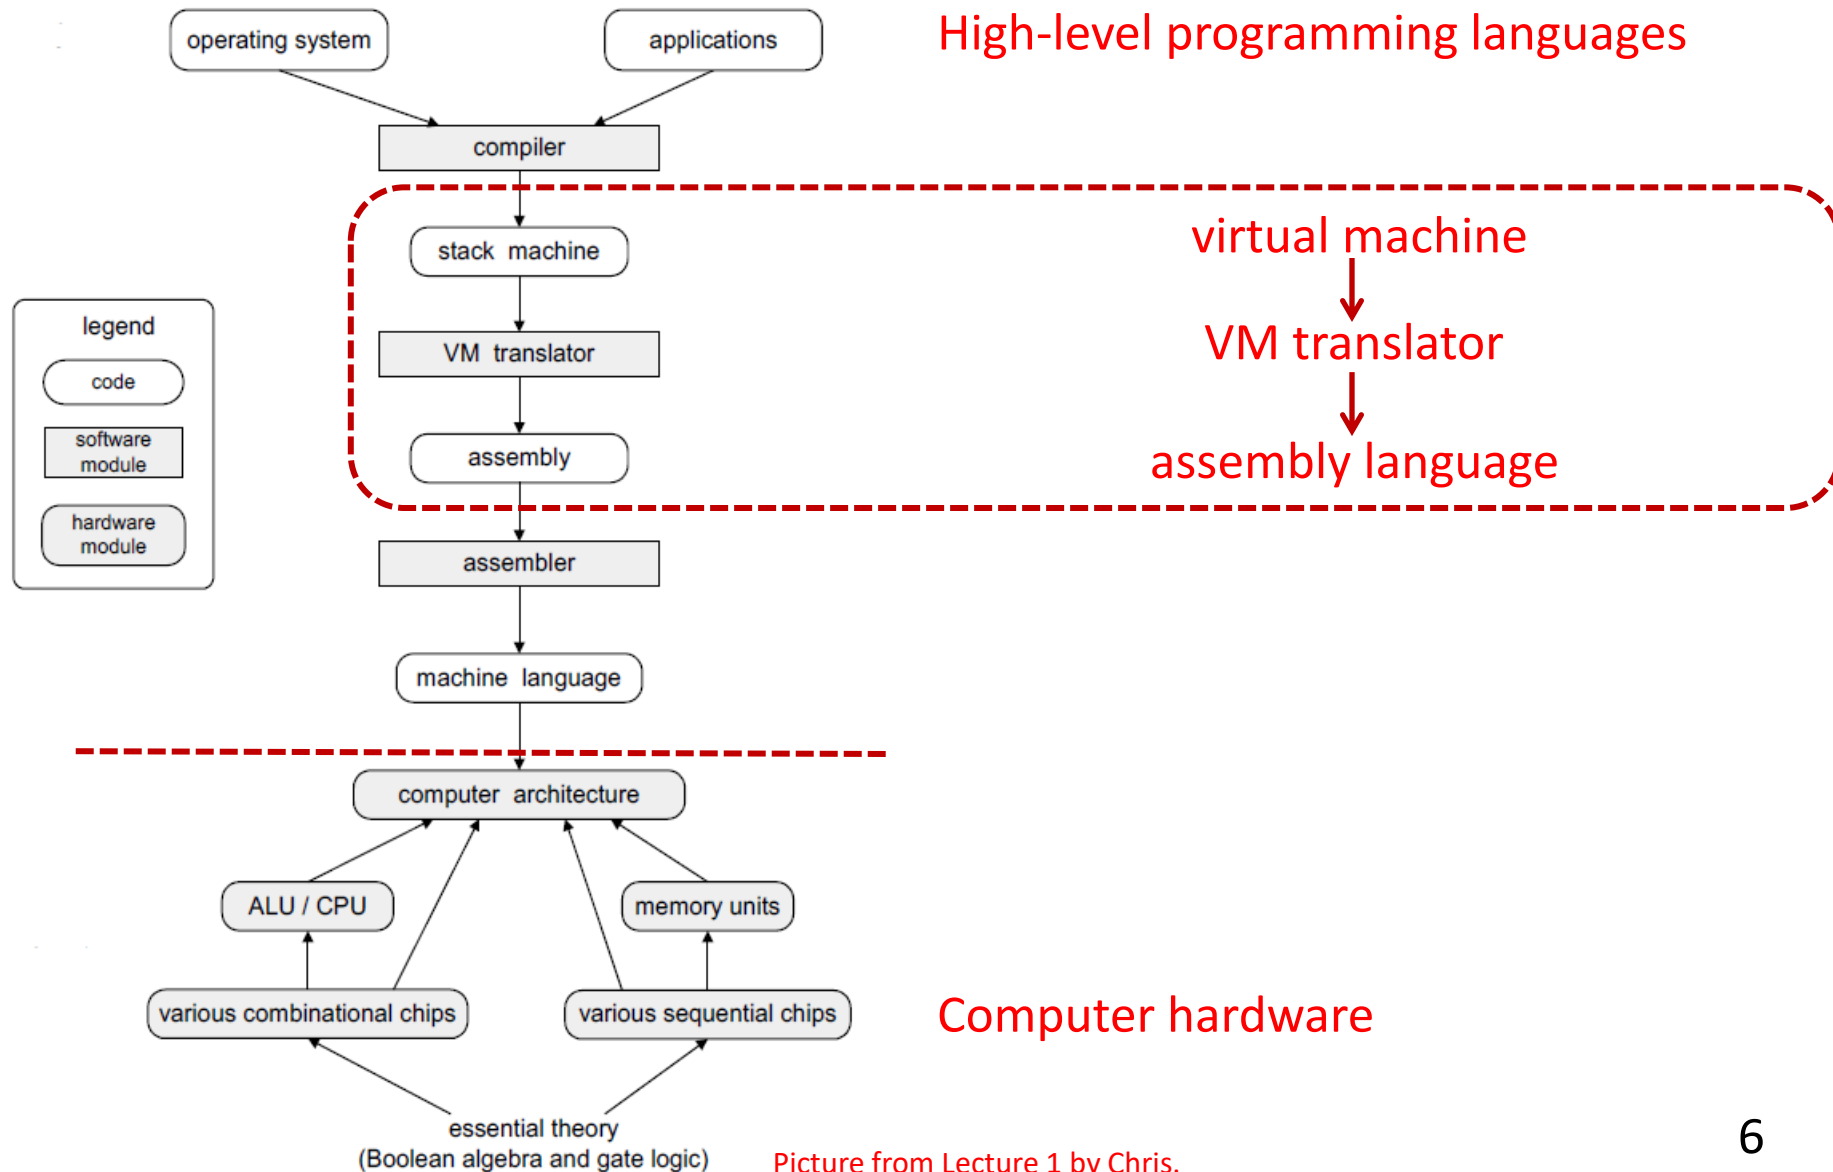 operating system
applications
High-level programming languages
compiler
stack machine
virtual machine
legend
code
software
module
hardware
module
VM translator
VM translator
assembly
assembly language
assembler
machine language
computer architecture
ALU / CPU
memory units
various combinational chips
various sequential chips
Computer hardware
essential theory
(Boolean algebra and gate logic)
Picture from Lecture 1 by Chris.
6